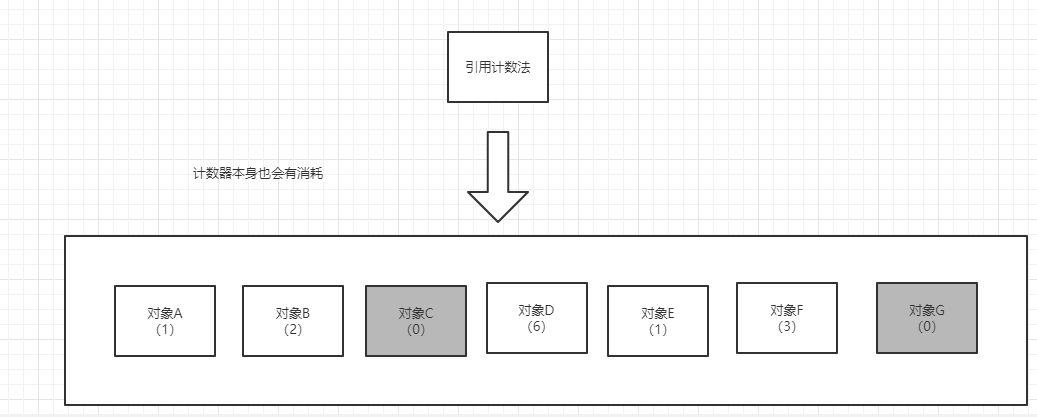 引用计数法
计数器本身也会有消耗
对象A
（1）
对象B
（2）
对象C
（0）
对象D
（6）
对象E
（1）
对象F
（3）
对象G
（0）